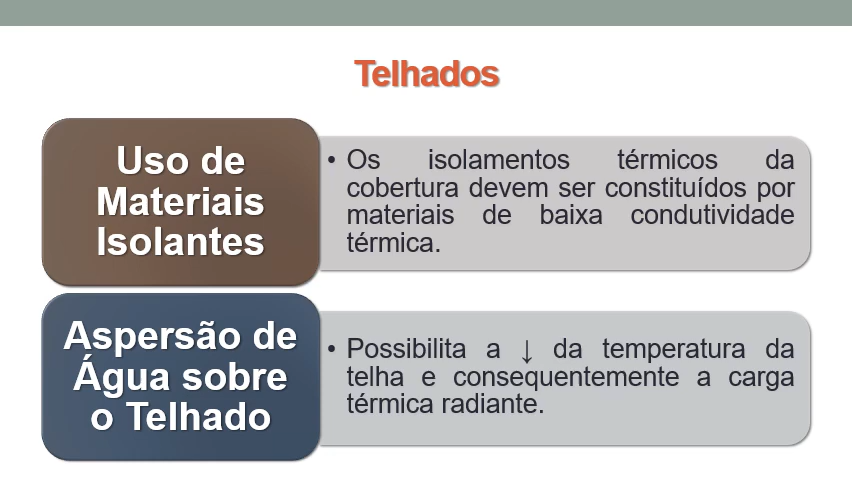 Telhados
Uso de
Materiais
Isolantes
• Os isolamentos térmicos da
cobertura devem ser constituídos por
materiais de baixa condutividade
térmica.
Aspersão de
Água sobre
o Telhado
• Possibilita a ↓ da temperatura da
telha e consequentemente a carga
térmica radiante.